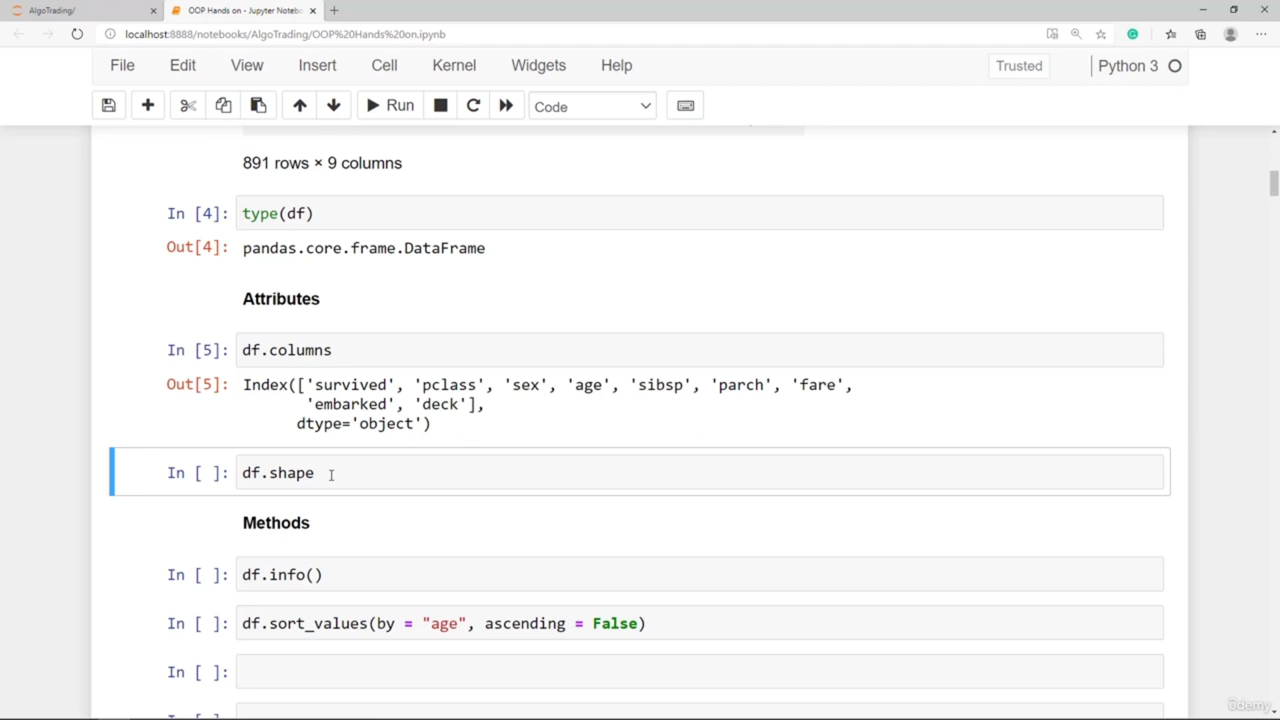 AlgoTrading/
OOP Hands on - Jupyter Notebo
localhost:8888/notebooks/AlgoTrading/OOP%20Hands%20on.ipynb
File Edit View Insert Cell Kernel Widgets Help Trusted Python 3
Run Code
891 rows × 9 columns
In [4]: type(df)
Out[4]: pandas.core.frame.DataFrame
Attributes
In [5]: df.columns
Out[5]: Index(['survived', 'pclass', 'sex', 'age', 'sibsp', 'parch', 'fare',
'embarked', 'deck'],
dtype='object')
In [ ]: df.shape
Methods
In [ ]: df.info()
In [ ]: df.sort_values(by = "age", ascending = False)
In [ ]:
ûdemy